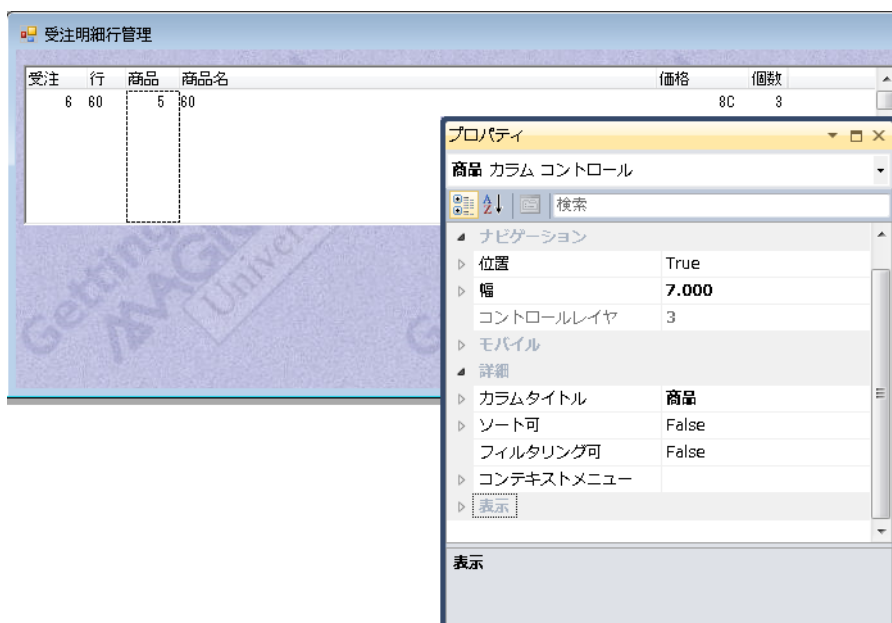 受注明細行管理
受注 行 商品 商品名 価格 個数
6 60 5 60 8C 3
プロパティ
商品 カラム コントロール
検索
ナビゲーション
位置 True
幅 7.000
コントロールレイヤ 3
モバイル
詳細
カラムタイトル 商品
ソート可 False
フィルタリング可 False
コンテキストメニュー
表示
表示
Getting
MAGIC
Univer